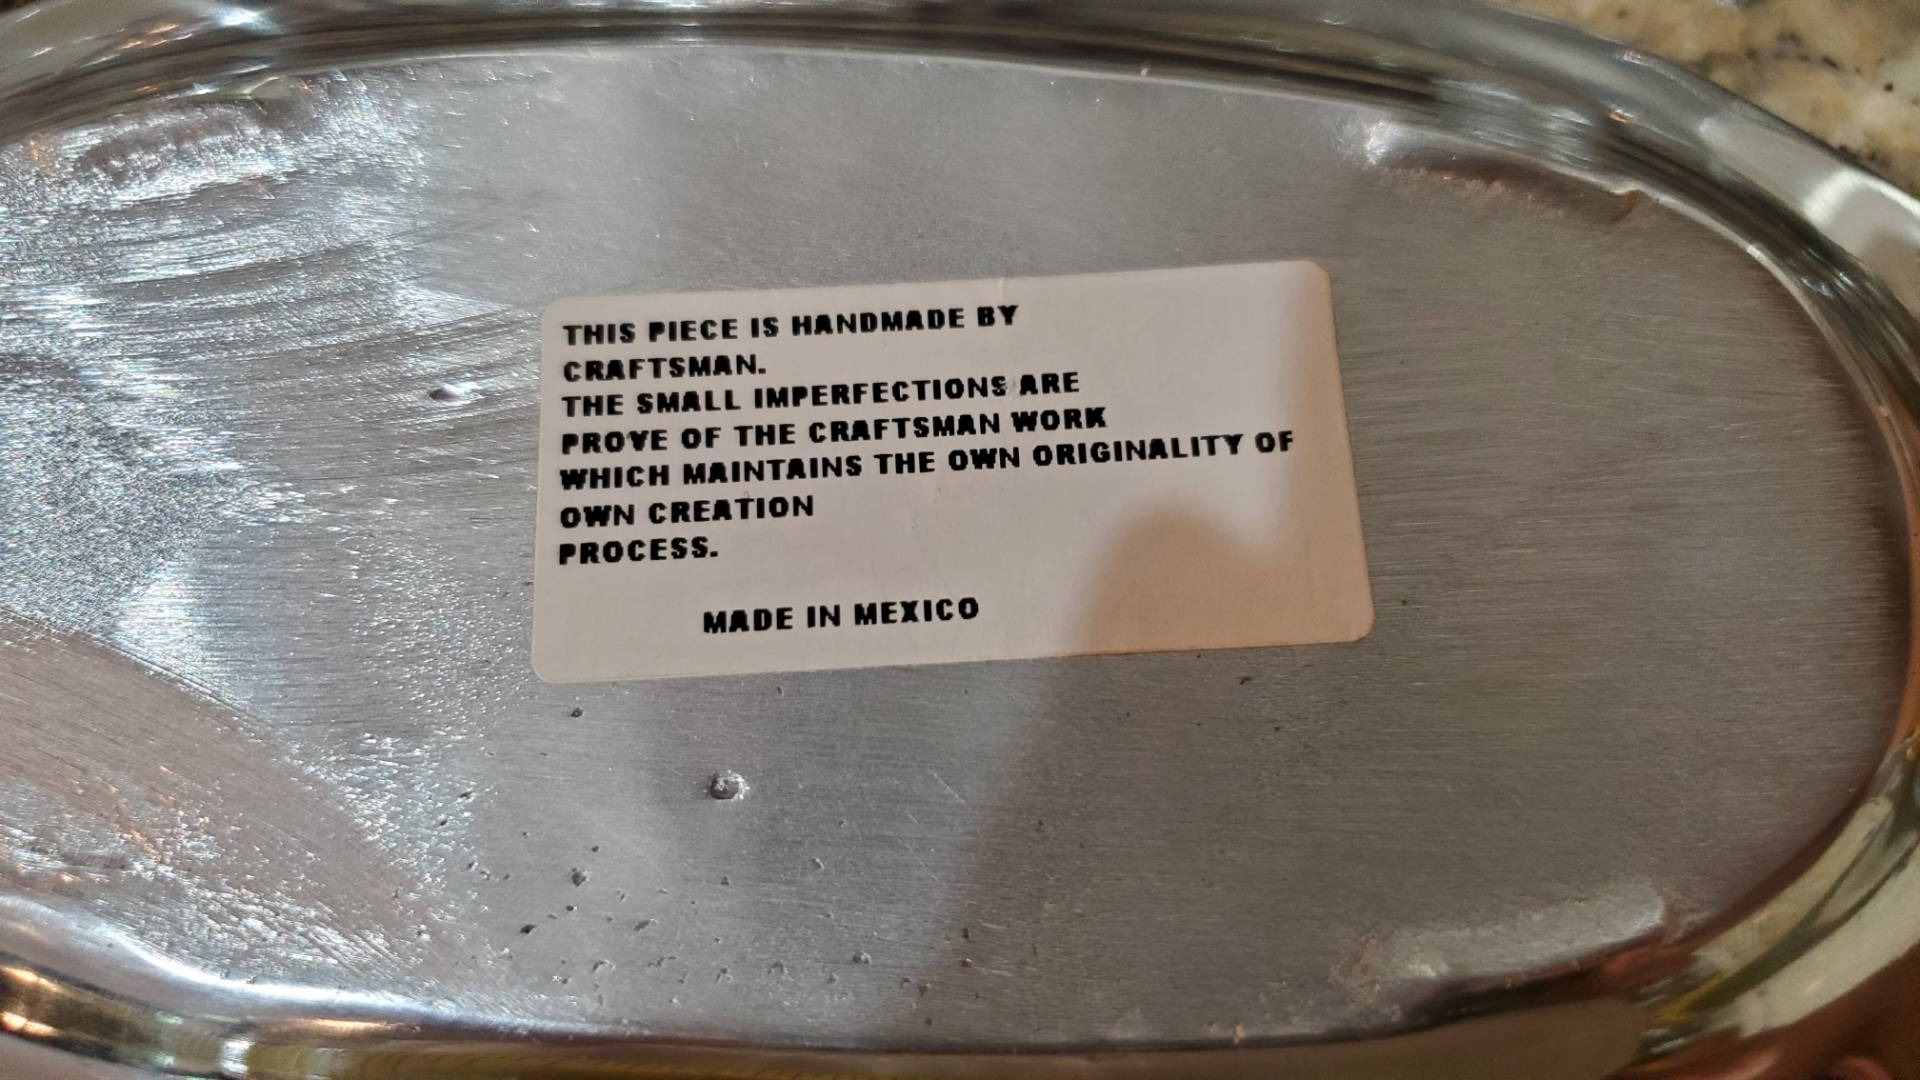 THIS PIECE IS HANDMADE BY
CRAFTSMAN.
THE SMALL IMPERFECTIONS ARE
PROVE OF THE CRAFTSMAN WORK
WHICH MAINTAINS THE OWN ORIGINALITY OF
OWN CREATION
PROCESS.
MADE IN MEXICO